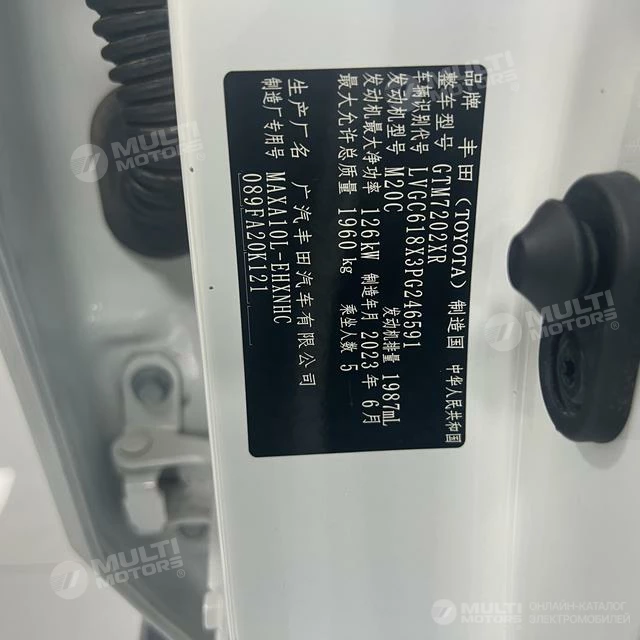 品牌 丰田（TOYOTA） 制造国 中华人民共和国
整车型号 GTM7202XR
车辆识别代号 LVGC618X3PG246591
发动机型号 M20C 发动机排量 1987mL
发动机最大净功率 126kW 制造年月 2023年6月
最大允许总质量 1960kg 乘坐人数 5
生产厂名 广汽丰田汽车有限公司
制造厂专用号 MAXA10L-EHXNHC
089FA20K121
MULTI MOTORS
MULTI MOTORS
MULTI MOTORS
MULTI MOTORS
MULTI MOTORS
ОНЛАЙН-КАТАЛОГ
ЭЛЕКТРОМОБИЛЕЙ